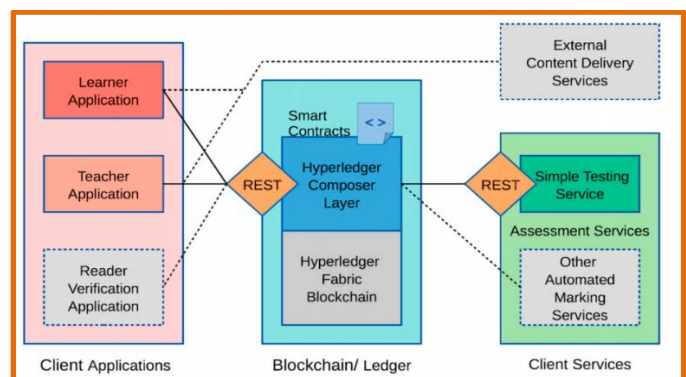 Learner
Application
Teacher
Application
Reader
Verification
Application
Client Applications
REST
Smart
Contracts
< >
Hyperledger
Composer
Layer
Hyperledger
Fabric
Blockchain
Blockchain/ Ledger
External
Content Delivery
Services
REST
Simple Testing
Service
Assessment Services
Other
Automated
Marking
Services
Client Services